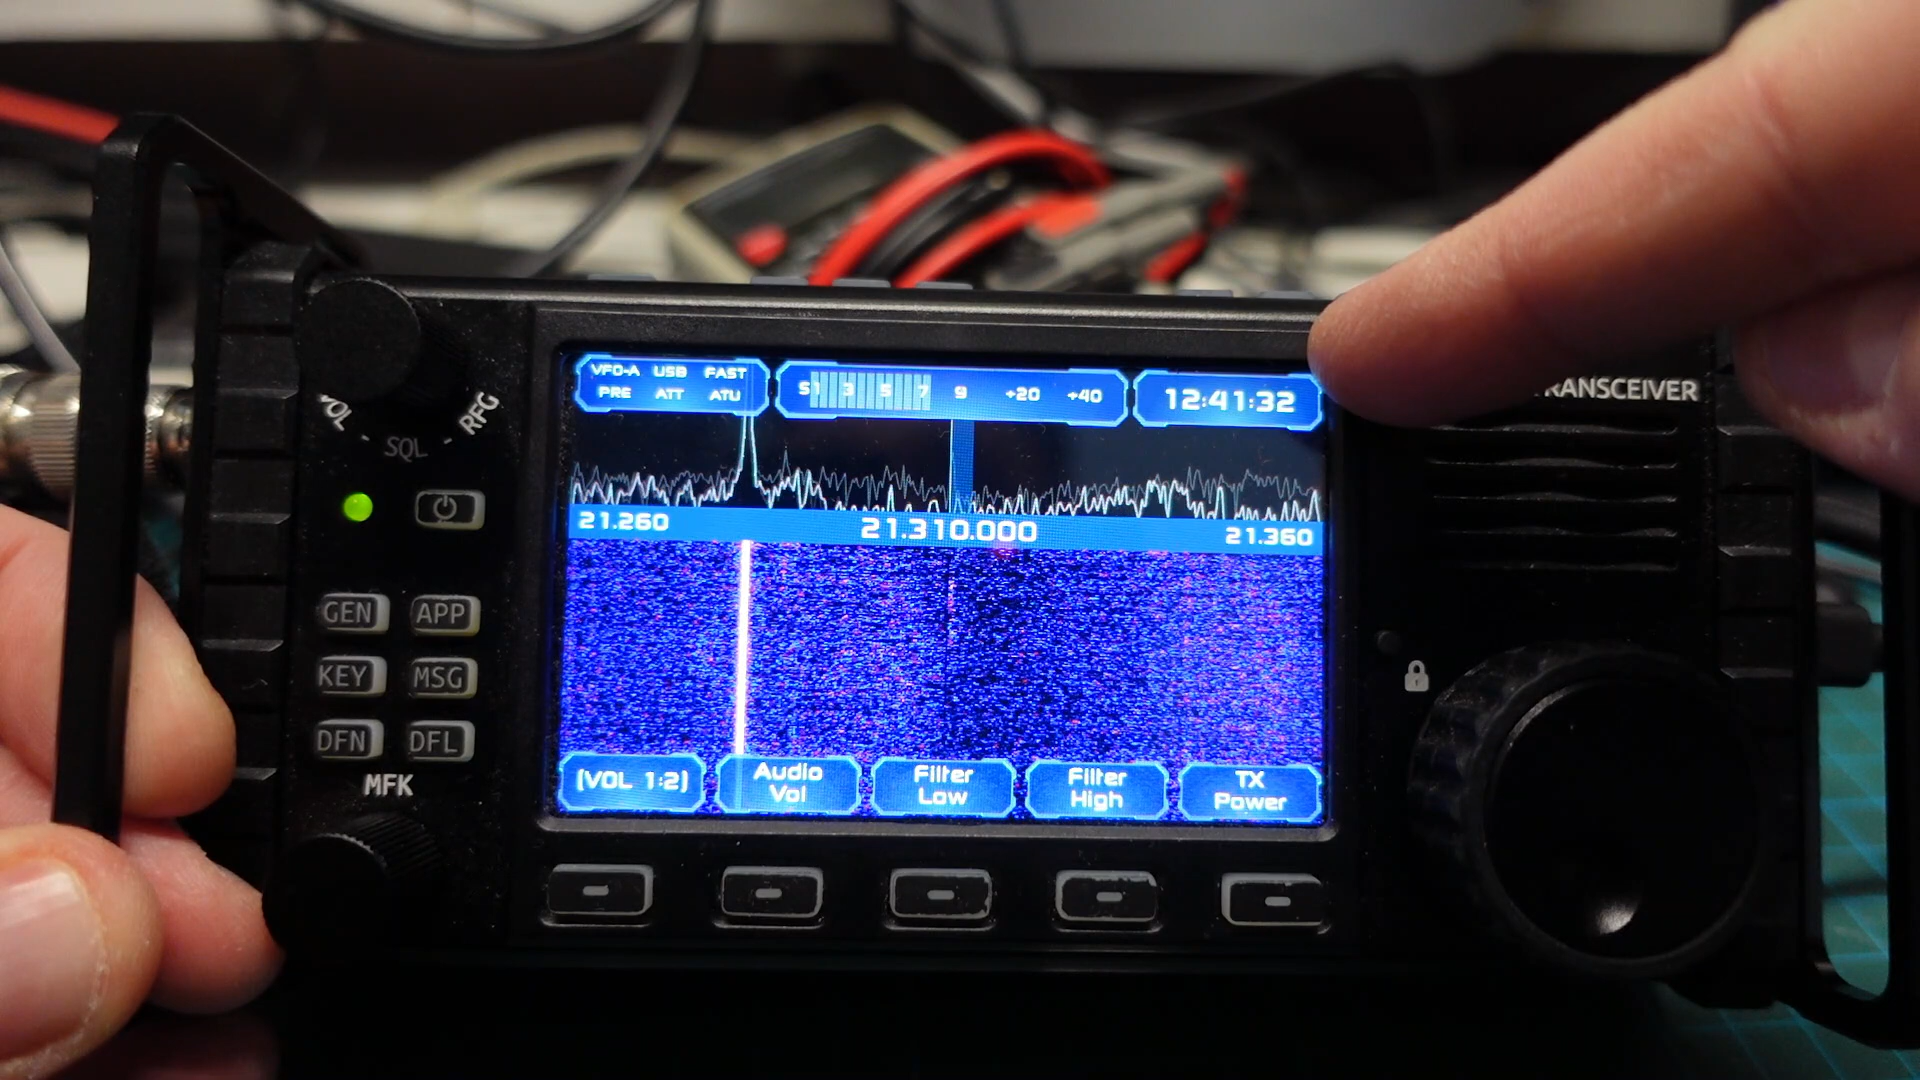 VFO-A USB FAST
PRE ATT ATU
S1 3 5 7 9 +20 +40
12:41:32
RANSCEIVER
VOL - SQL - RFG
21.260 21.310.000 21.360
GEN APP
KEY MSG
DFN DFL
MFK
(VOL 1:2)
Audio
Vol
Filter
Low
Filter
High
TX
Power